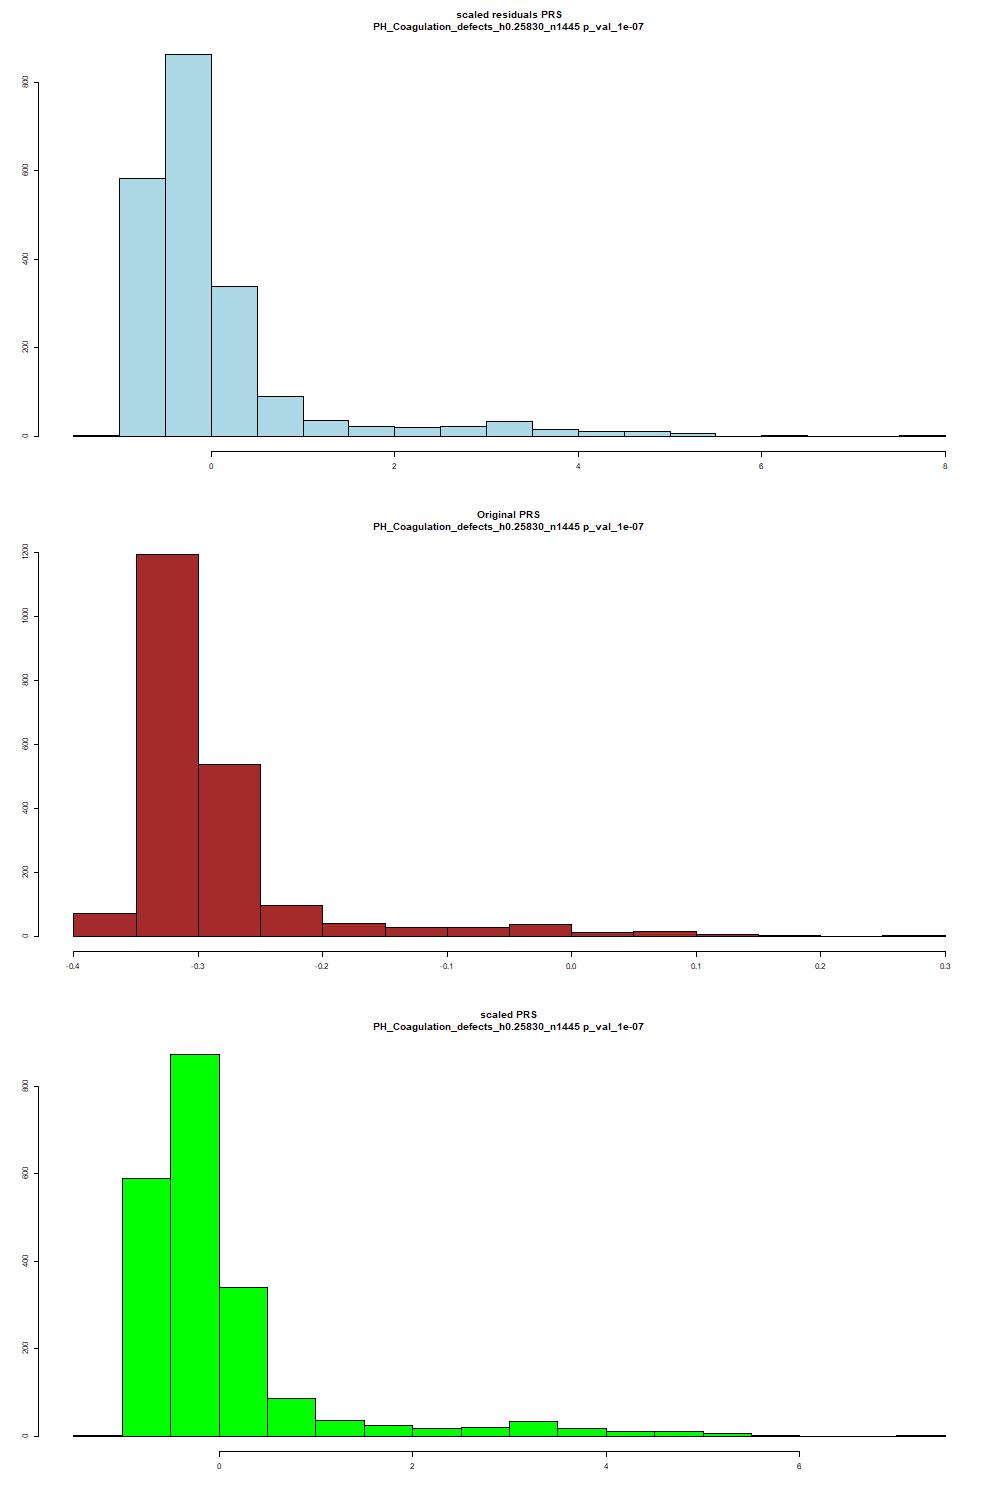 scaled residuals PRS
PH_Coagulation_defects_h0.25830_n1445 p_val_1e-07
800
600
400
200
0
0 2 4 6 8
Original PRS
PH_Coagulation_defects_h0.25830_n1445 p_val_1e-07
1200
1000
800
600
400
200
0
-0.4 -0.3 -0.2 -0.1 0.0 0.1 0.2 0.3
scaled PRS
PH_Coagulation_defects_h0.25830_n1445 p_val_1e-07
800
600
400
200
0
0 2 4 6